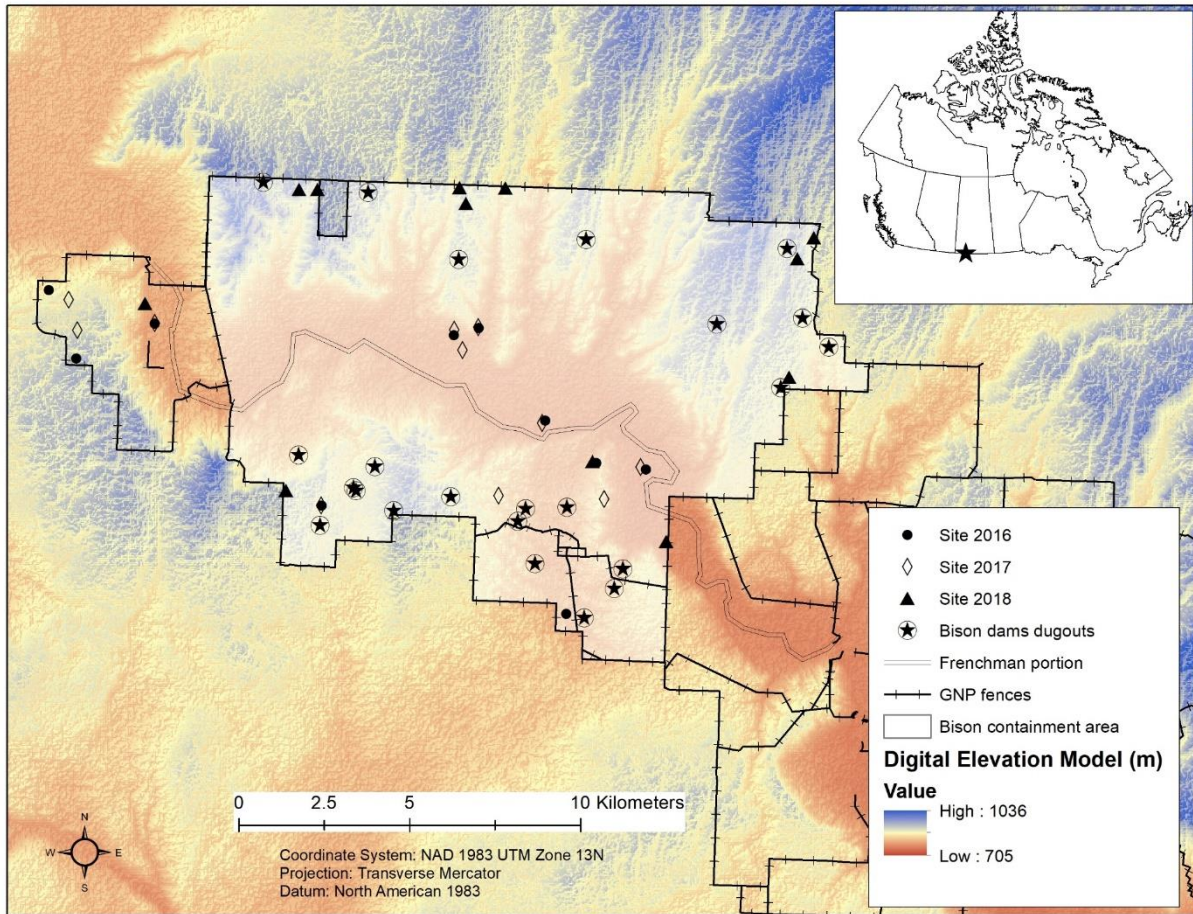 Site 2016
Site 2017
Site 2018
Bison dams dugouts
Frenchman portion
GNP fences
Bison containment area
Digital Elevation Model (m)
Value
High : 1036
Low : 705
0 2.5 5 10 Kilometers
N
W E
S
Coordinate System: NAD 1983 UTM Zone 13N
Projection: Transverse Mercator
Datum: North American 1983